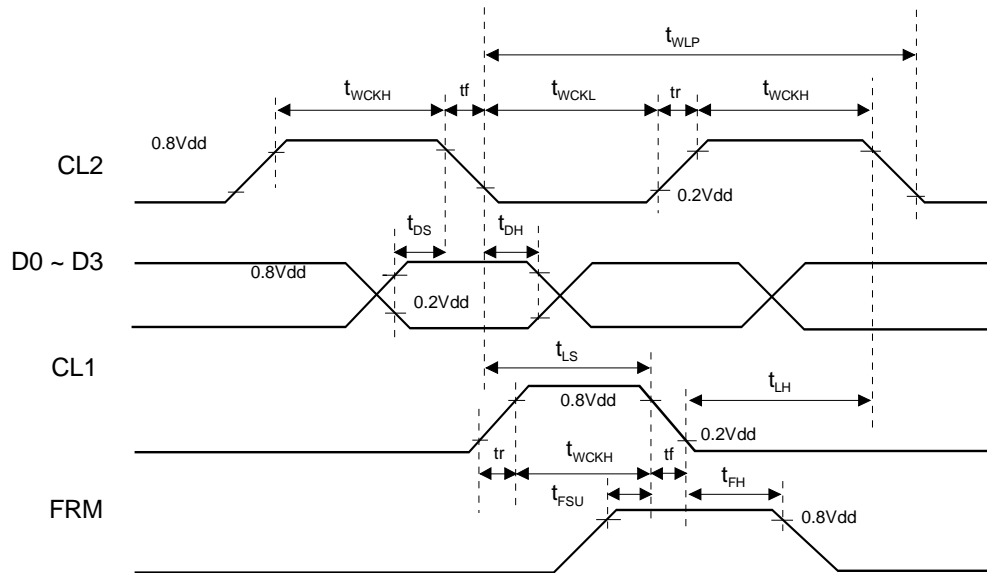 tWLP
tWCKH tf tWCKL tr tWCKH
0.8Vdd
CL2
0.2Vdd
tDS tDH
D0 ~ D3
0.8Vdd
0.2Vdd
tLS
CL1
tLH
0.8Vdd
0.2Vdd
tr tWCKH tf
tFSU tFH
FRM
0.8Vdd